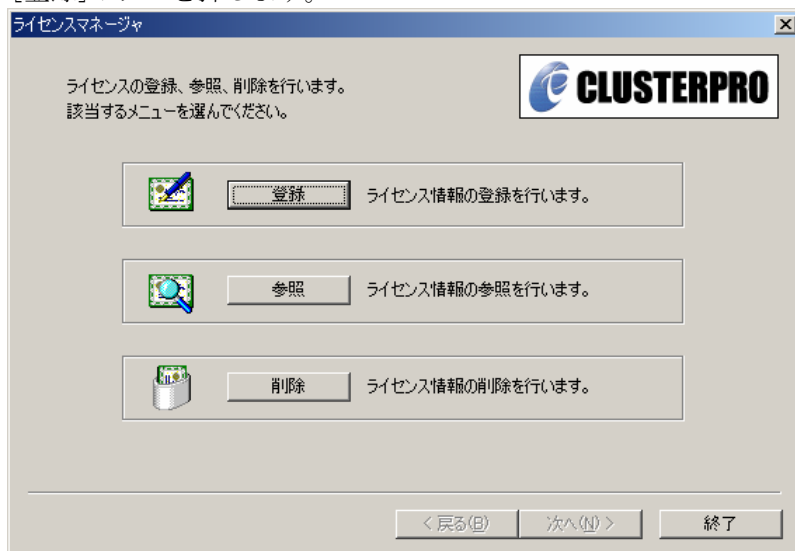 ライセンスマネージャ
ライセンスの登録、参照、削除を行います。
該当するメニューを選んでください。
CLUSTERPRO
登録 ライセンス情報の登録を行います。
参照 ライセンス情報の参照を行います。
削除 ライセンス情報の削除を行います。
< 戻る(B) 次へ(N) > 終了